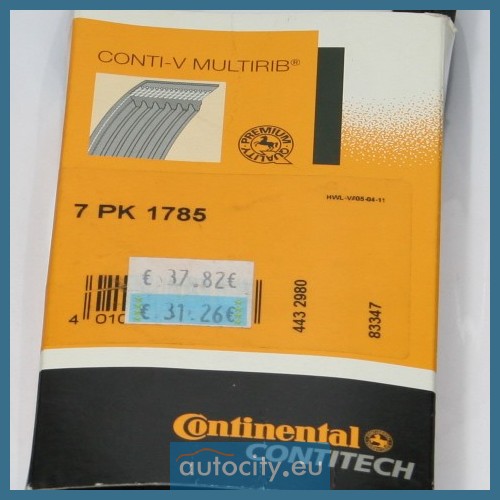 CONTI-V MULTIRIB®
PREMIUM QUALITY
7 PK 1785
HWL-V#05-04-11
€ 37.82€
€ 31.26€
4 010
443 2980
83347
Continental
CONTITECH
autocity.eu